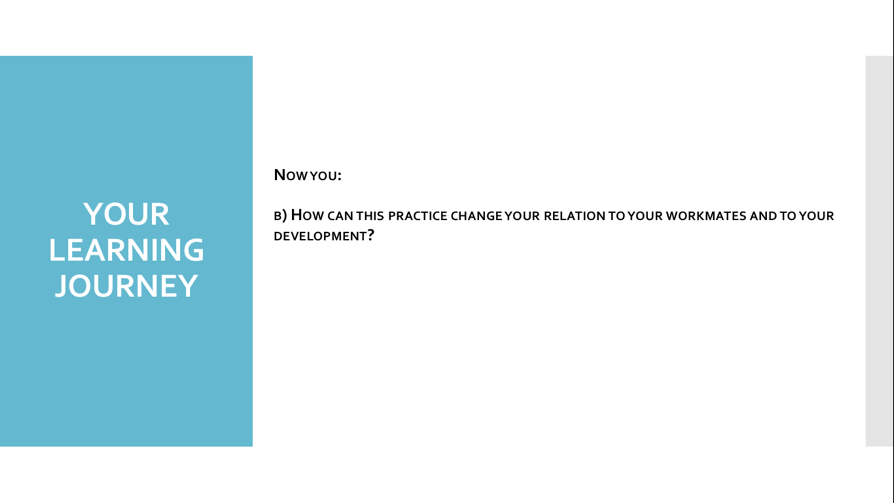 YOUR
LEARNING
JOURNEY
NOW YOU:
B) HOW CAN THIS PRACTICE CHANGE YOUR RELATION TO YOUR WORKMATES AND TO YOUR
DEVELOPMENT?